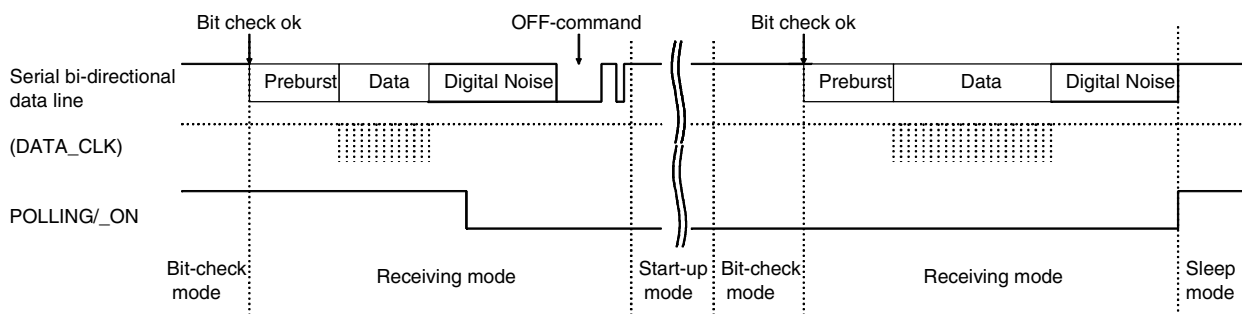 Bit check ok
OFF-command
Bit check ok
Serial bi-directional
data line
Preburst
Data
Digital Noise
Preburst
Data
Digital Noise
(DATA_CLK)
POLLING/_ON
Bit-check
mode
Receiving mode
Start-up
mode
Bit-check
mode
Receiving mode
Sleep
mode